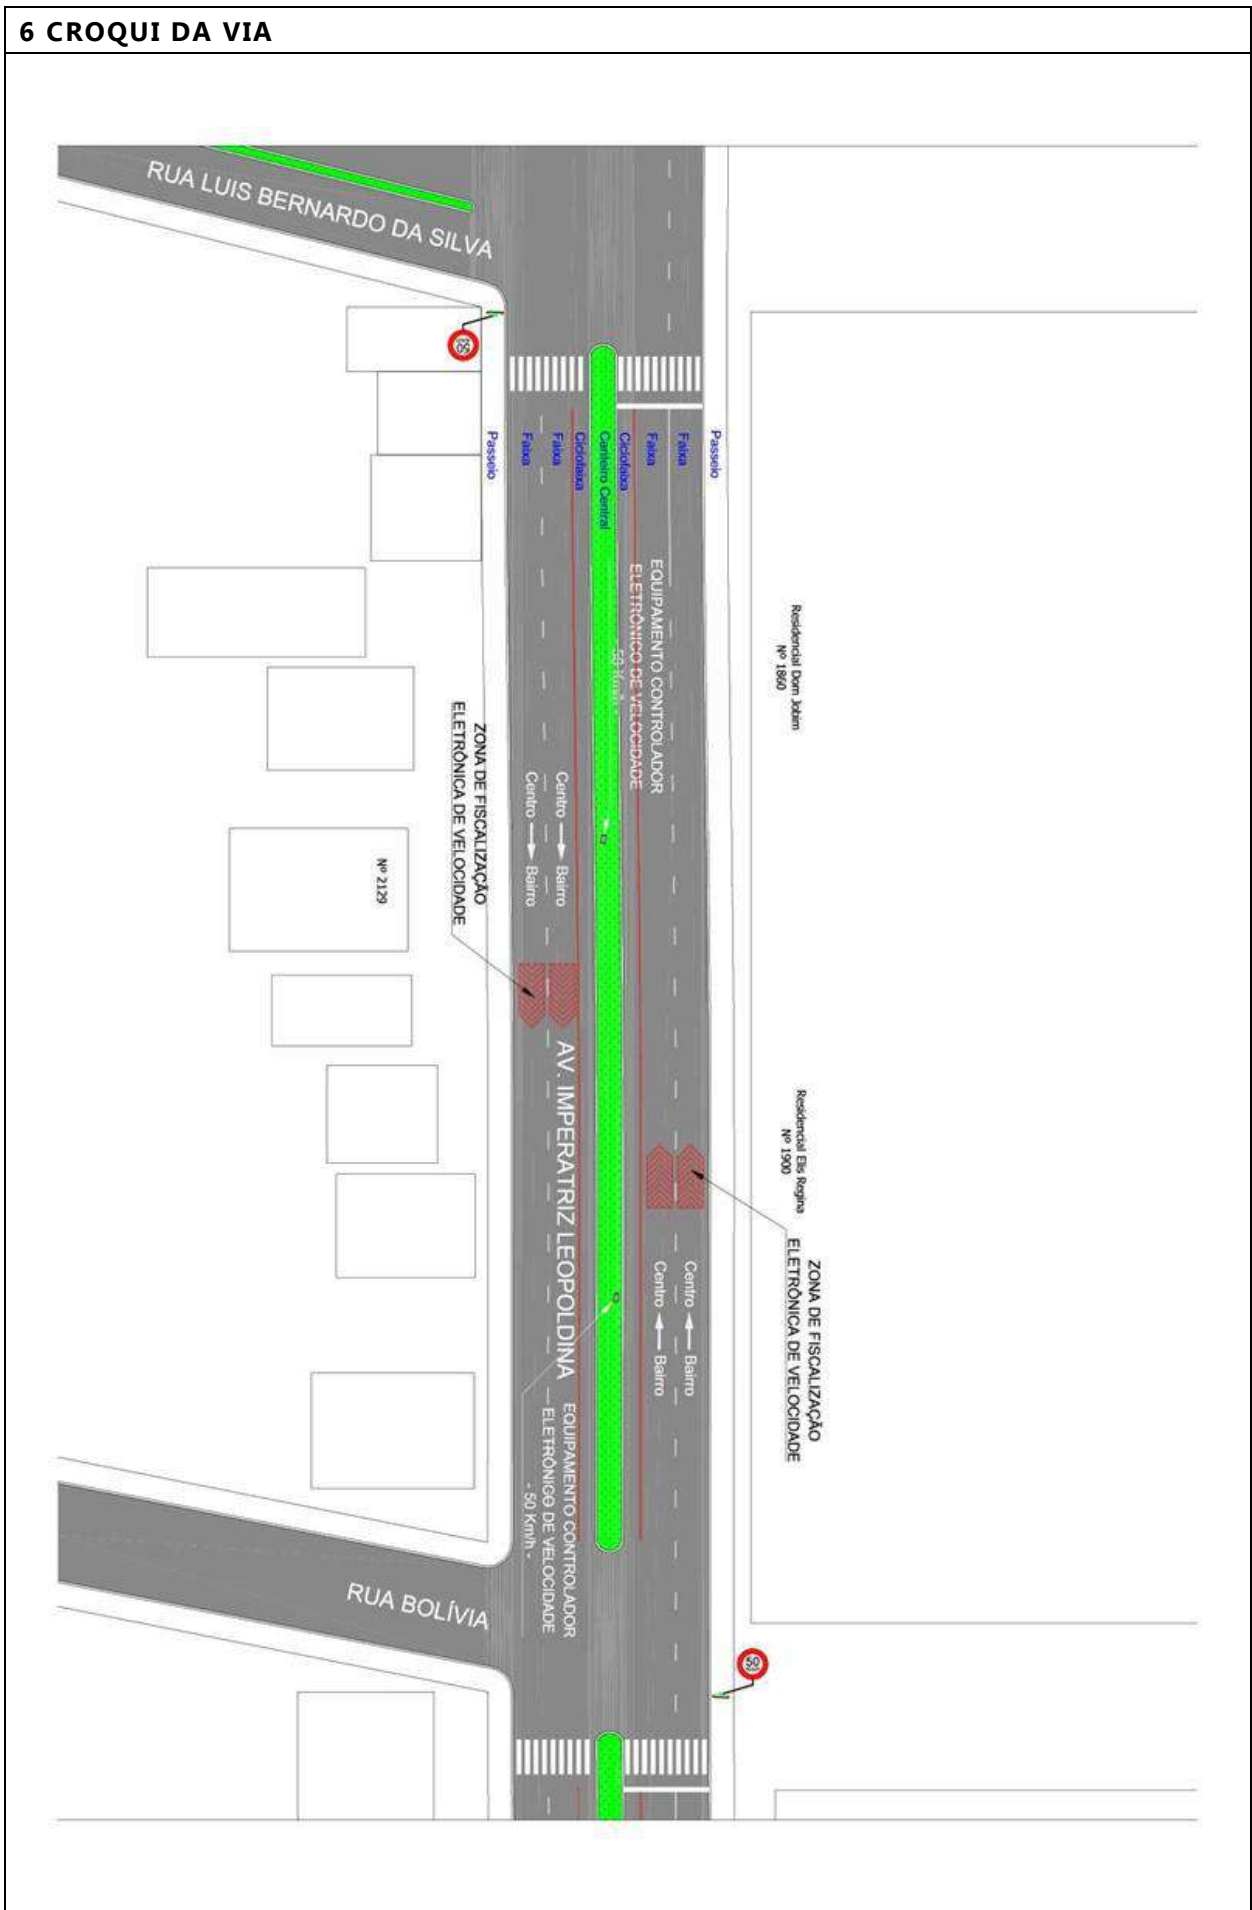 6 CROQUI DA VIA
RUA LUIS BERNARDO DA SILVA
50
Passeio
Faixa
Faixa
Ciclofaixa
Canteiro Central
Ciclofaixa
Faixa
Faixa
Passeio
EQUIPAMENTO CONTROLADOR
ELETRÔNICO DE VELOCIDADE
- 50 Km/h -
Residencial Dom Jobim
Nº 1860
ZONA DE FISCALIZAÇÃO
ELETRÔNICA DE VELOCIDADE
Centro Bairro
Centro Bairro
Nº 2129
AV. IMPERATRIZ LEOPOLDINA
Residencial Elis Regina
Nº 1900
ZONA DE FISCALIZAÇÃO
ELETRÔNICA DE VELOCIDADE
Centro Bairro
Centro Bairro
EQUIPAMENTO CONTROLADOR
ELETRÔNICO DE VELOCIDADE
- 50 Km/h -
RUA BOLÍVIA
50